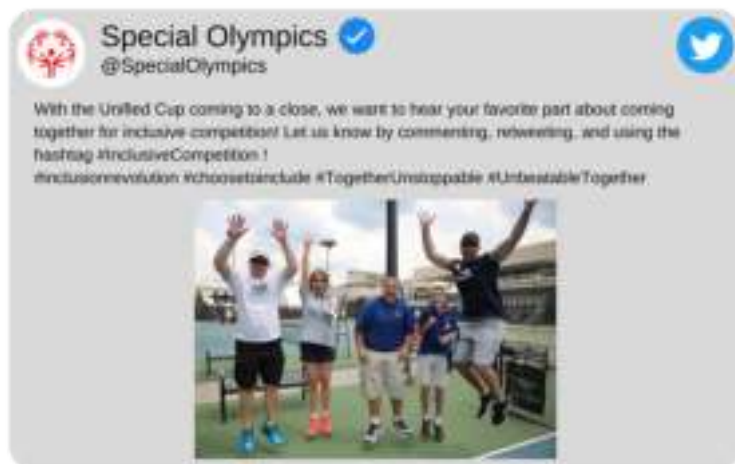 Special Olympics
@SpecialOlympics
With the Unified Cup coming to a close, we want to hear your favorite part about coming
together for inclusive competition! Let us know by commenting, retweeting, and using the
hashtag #InclusiveCompetition !
#inclusionrevolution #choosetoinclude #TogetherUnstoppable #UnbeatableTogether